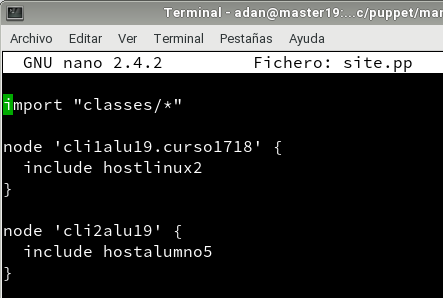 Terminal - adan@master19:...c/puppet/mar
Archivo Editar Ver Terminal Pestañas Ayuda
GNU nano 2.4.2 Fichero: site.pp
import "classes/*"
node 'cli1alu19.curso1718' {
include hostlinux2
}
node 'cli2alu19' {
include hostalumno5
}